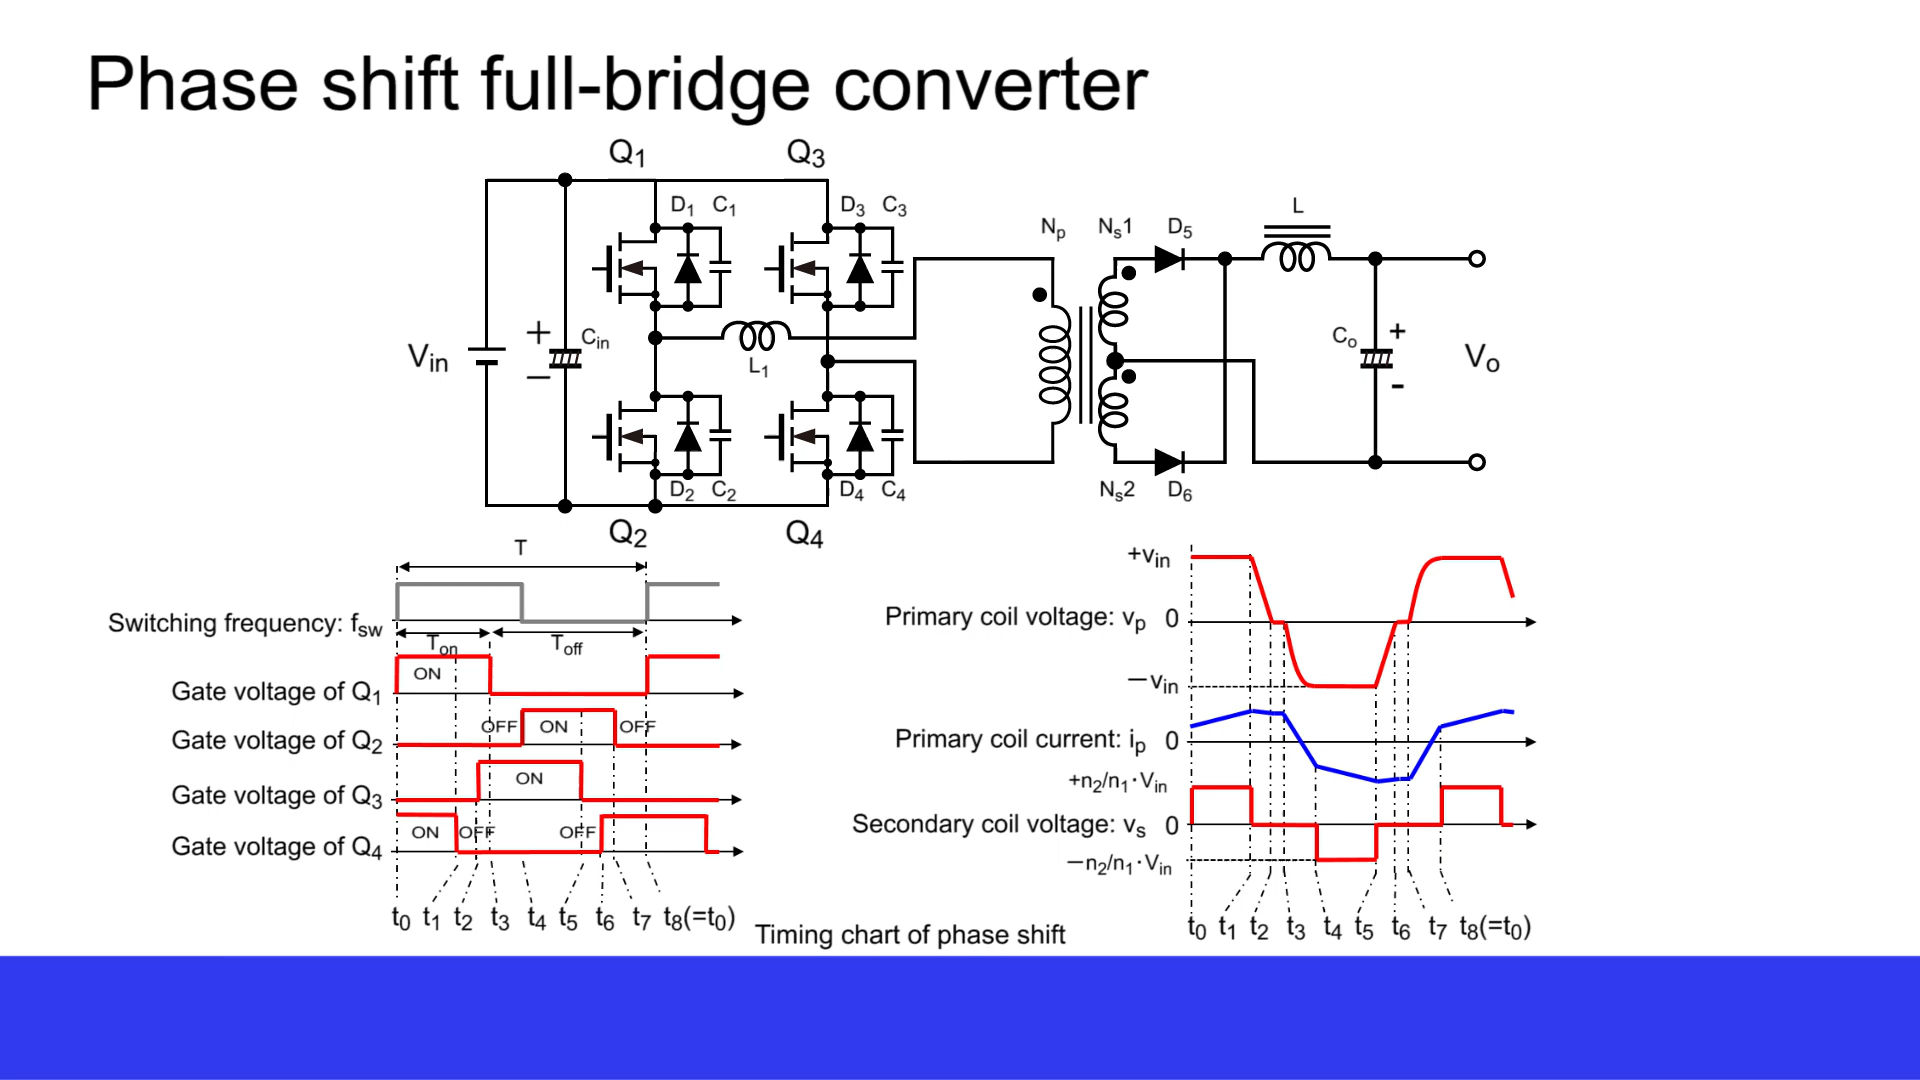 Phase shift full-bridge converter
Q1 Q3
D1 C1 D3 C3
Np Ns1 D5 L
Vin + − Cin L1 Co + - Vo
D2 C2 D4 C4 Ns2 D6
Q2 Q4
T
Switching frequency: fsw
Ton Toff
Gate voltage of Q1 ON
Gate voltage of Q2 OFF ON OFF
Gate voltage of Q3 ON
Gate voltage of Q4 ON OFF OFF
t0 t1 t2 t3 t4 t5 t6 t7 t8(=t0)
+vin
Primary coil voltage: vp 0
−vin
Primary coil current: ip 0
+n2/n1·Vin
Secondary coil voltage: vs 0
−n2/n1·Vin
t0 t1 t2 t3 t4 t5 t6 t7 t8(=t0)
Timing chart of phase shift